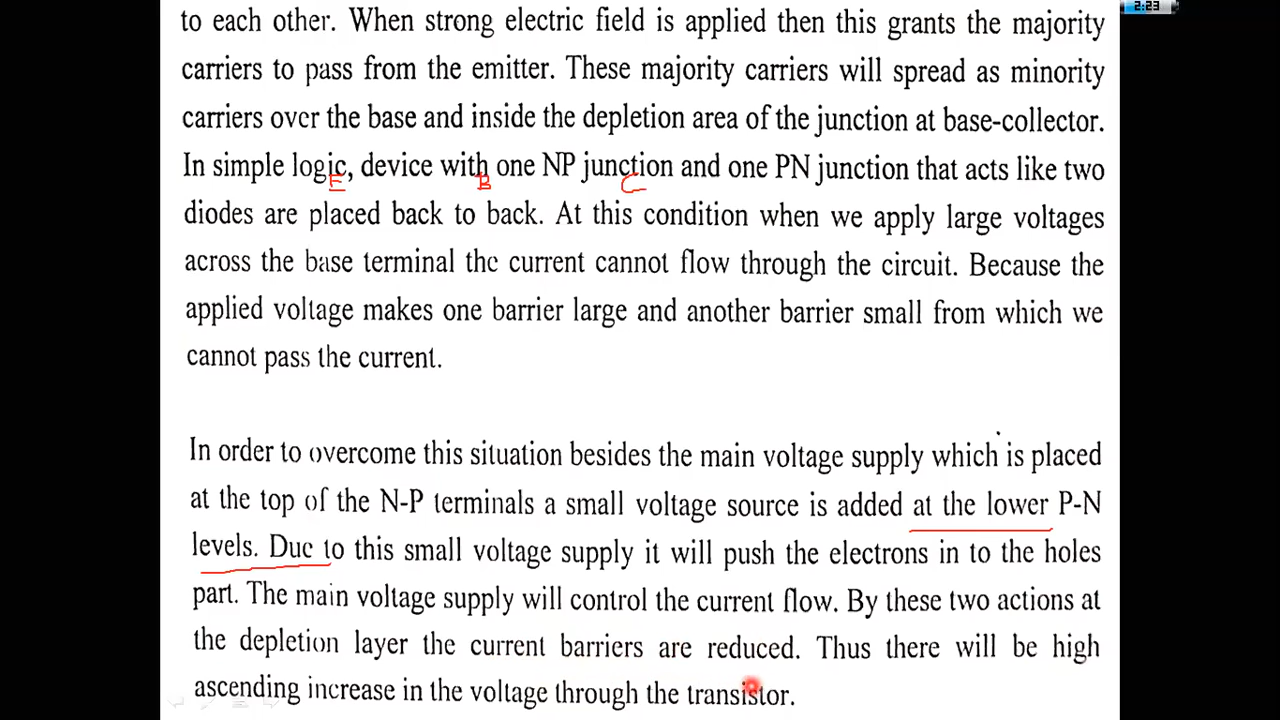 2:23
to each other. When strong electric field is applied then this grants the majority
carriers to pass from the emitter. These majority carriers will spread as minority
carriers over the base and inside the depletion area of the junction at base-collector.
In simple logic, device with one NP junction and one PN junction that acts like two
E B C
diodes are placed back to back. At this condition when we apply large voltages
across the base terminal the current cannot flow through the circuit. Because the
applied voltage makes one barrier large and another barrier small from which we
cannot pass the current.
In order to overcome this situation besides the main voltage supply which is placed
at the top of the N-P terminals a small voltage source is added at the lower P-N
levels. Due to this small voltage supply it will push the electrons in to the holes
part. The main voltage supply will control the current flow. By these two actions at
the depletion layer the current barriers are reduced. Thus there will be high
ascending increase in the voltage through the transistor.